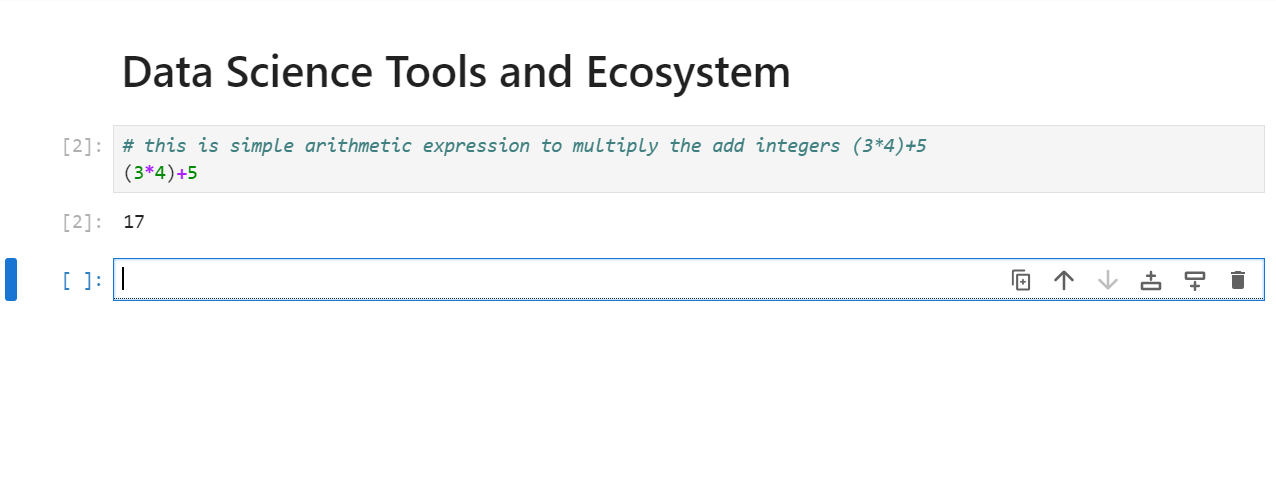 Data Science Tools and Ecosystem
[2]: # this is simple arithmetic expression to multiply the add integers (3*4)+5
(3*4)+5
[2]: 17
[ ]: